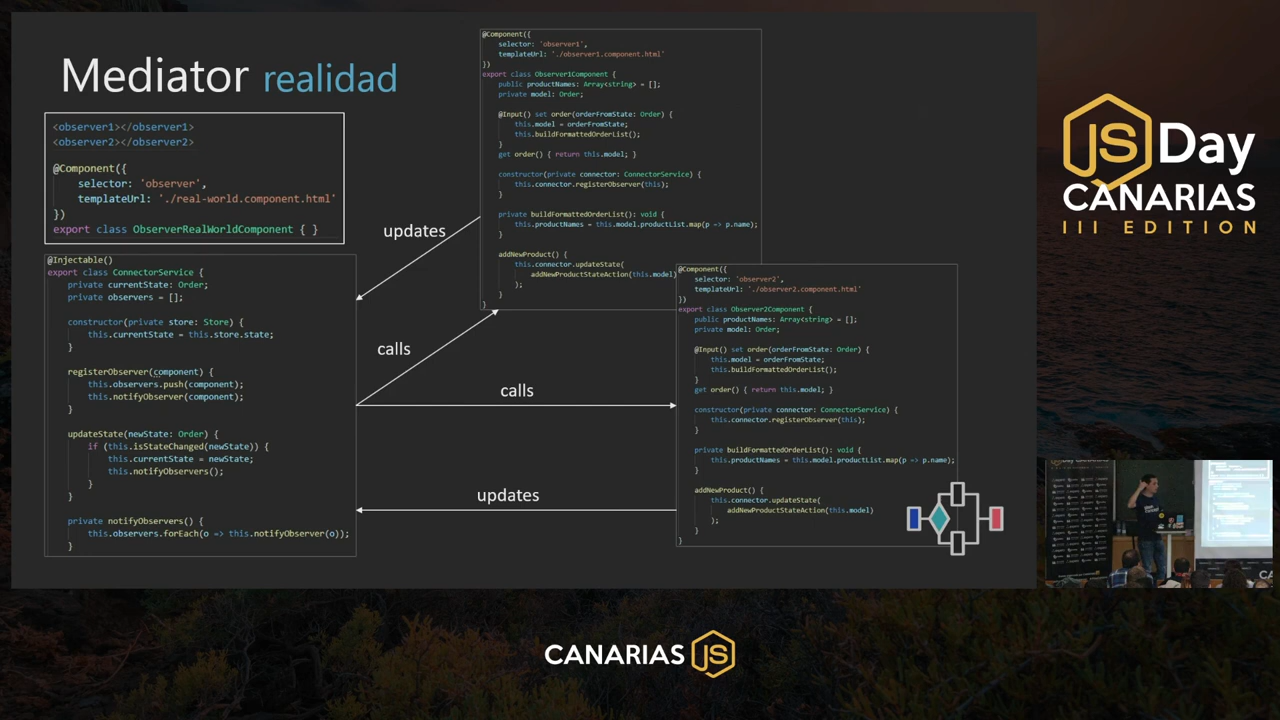 Mediator realidad
<observer1></observer1>
<observer2></observer2>
@Component({
selector: 'observer',
templateUrl: './real-world.component.html'
})
export class ObserverRealWorldComponent { }
@Injectable()
export class ConnectorService {
private currentState: Order;
private observers = [];
constructor(private store: Store) {
this.currentState = this.store.state;
}
registerObserver(component) {
this.observers.push(component);
this.notifyObserver(component);
}
updateState(newState: Order) {
if (this.isStateChanged(newState)) {
this.currentState = newState;
this.notifyObservers();
}
}
private notifyObservers() {
this.observers.forEach(o => this.notifyObserver(o));
}
updates
calls
calls
updates
@Component({
selector: 'observer1',
templateUrl: './observer1.component.html'
})
export class Observer1Component {
public productNames: Array<string> = [];
private model: Order;
@Input() set order(orderFromState: Order) {
this.model = orderFromState;
this.buildFormattedOrderList();
}
get order() { return this.model; }
constructor(private connector: ConnectorService) {
this.connector.registerObserver(this);
}
private buildFormattedOrderList(): void {
this.productNames = this.model.productList.map(p => p.name);
}
addNewProduct() {
this.connector.updateState(
addNewProductStateAction(this.model)
);
}
}
@Component({
selector: 'observer2',
templateUrl: './observer2.component.html'
})
export class Observer2Component {
public productNames: Array<string> = [];
private model: Order;
@Input() set order(orderFromState: Order) {
this.model = orderFromState;
this.buildFormattedOrderList();
}
get order() { return this.model; }
constructor(private connector: ConnectorService) {
this.connector.registerObserver(this);
}
private buildFormattedOrderList(): void {
this.productNames = this.model.productList.map(p => p.name);
}
addNewProduct() {
this.connector.updateState(
addNewProductStateAction(this.model)
);
}
}
JS Day
CANARIAS
III EDITION
CANARIAS JS